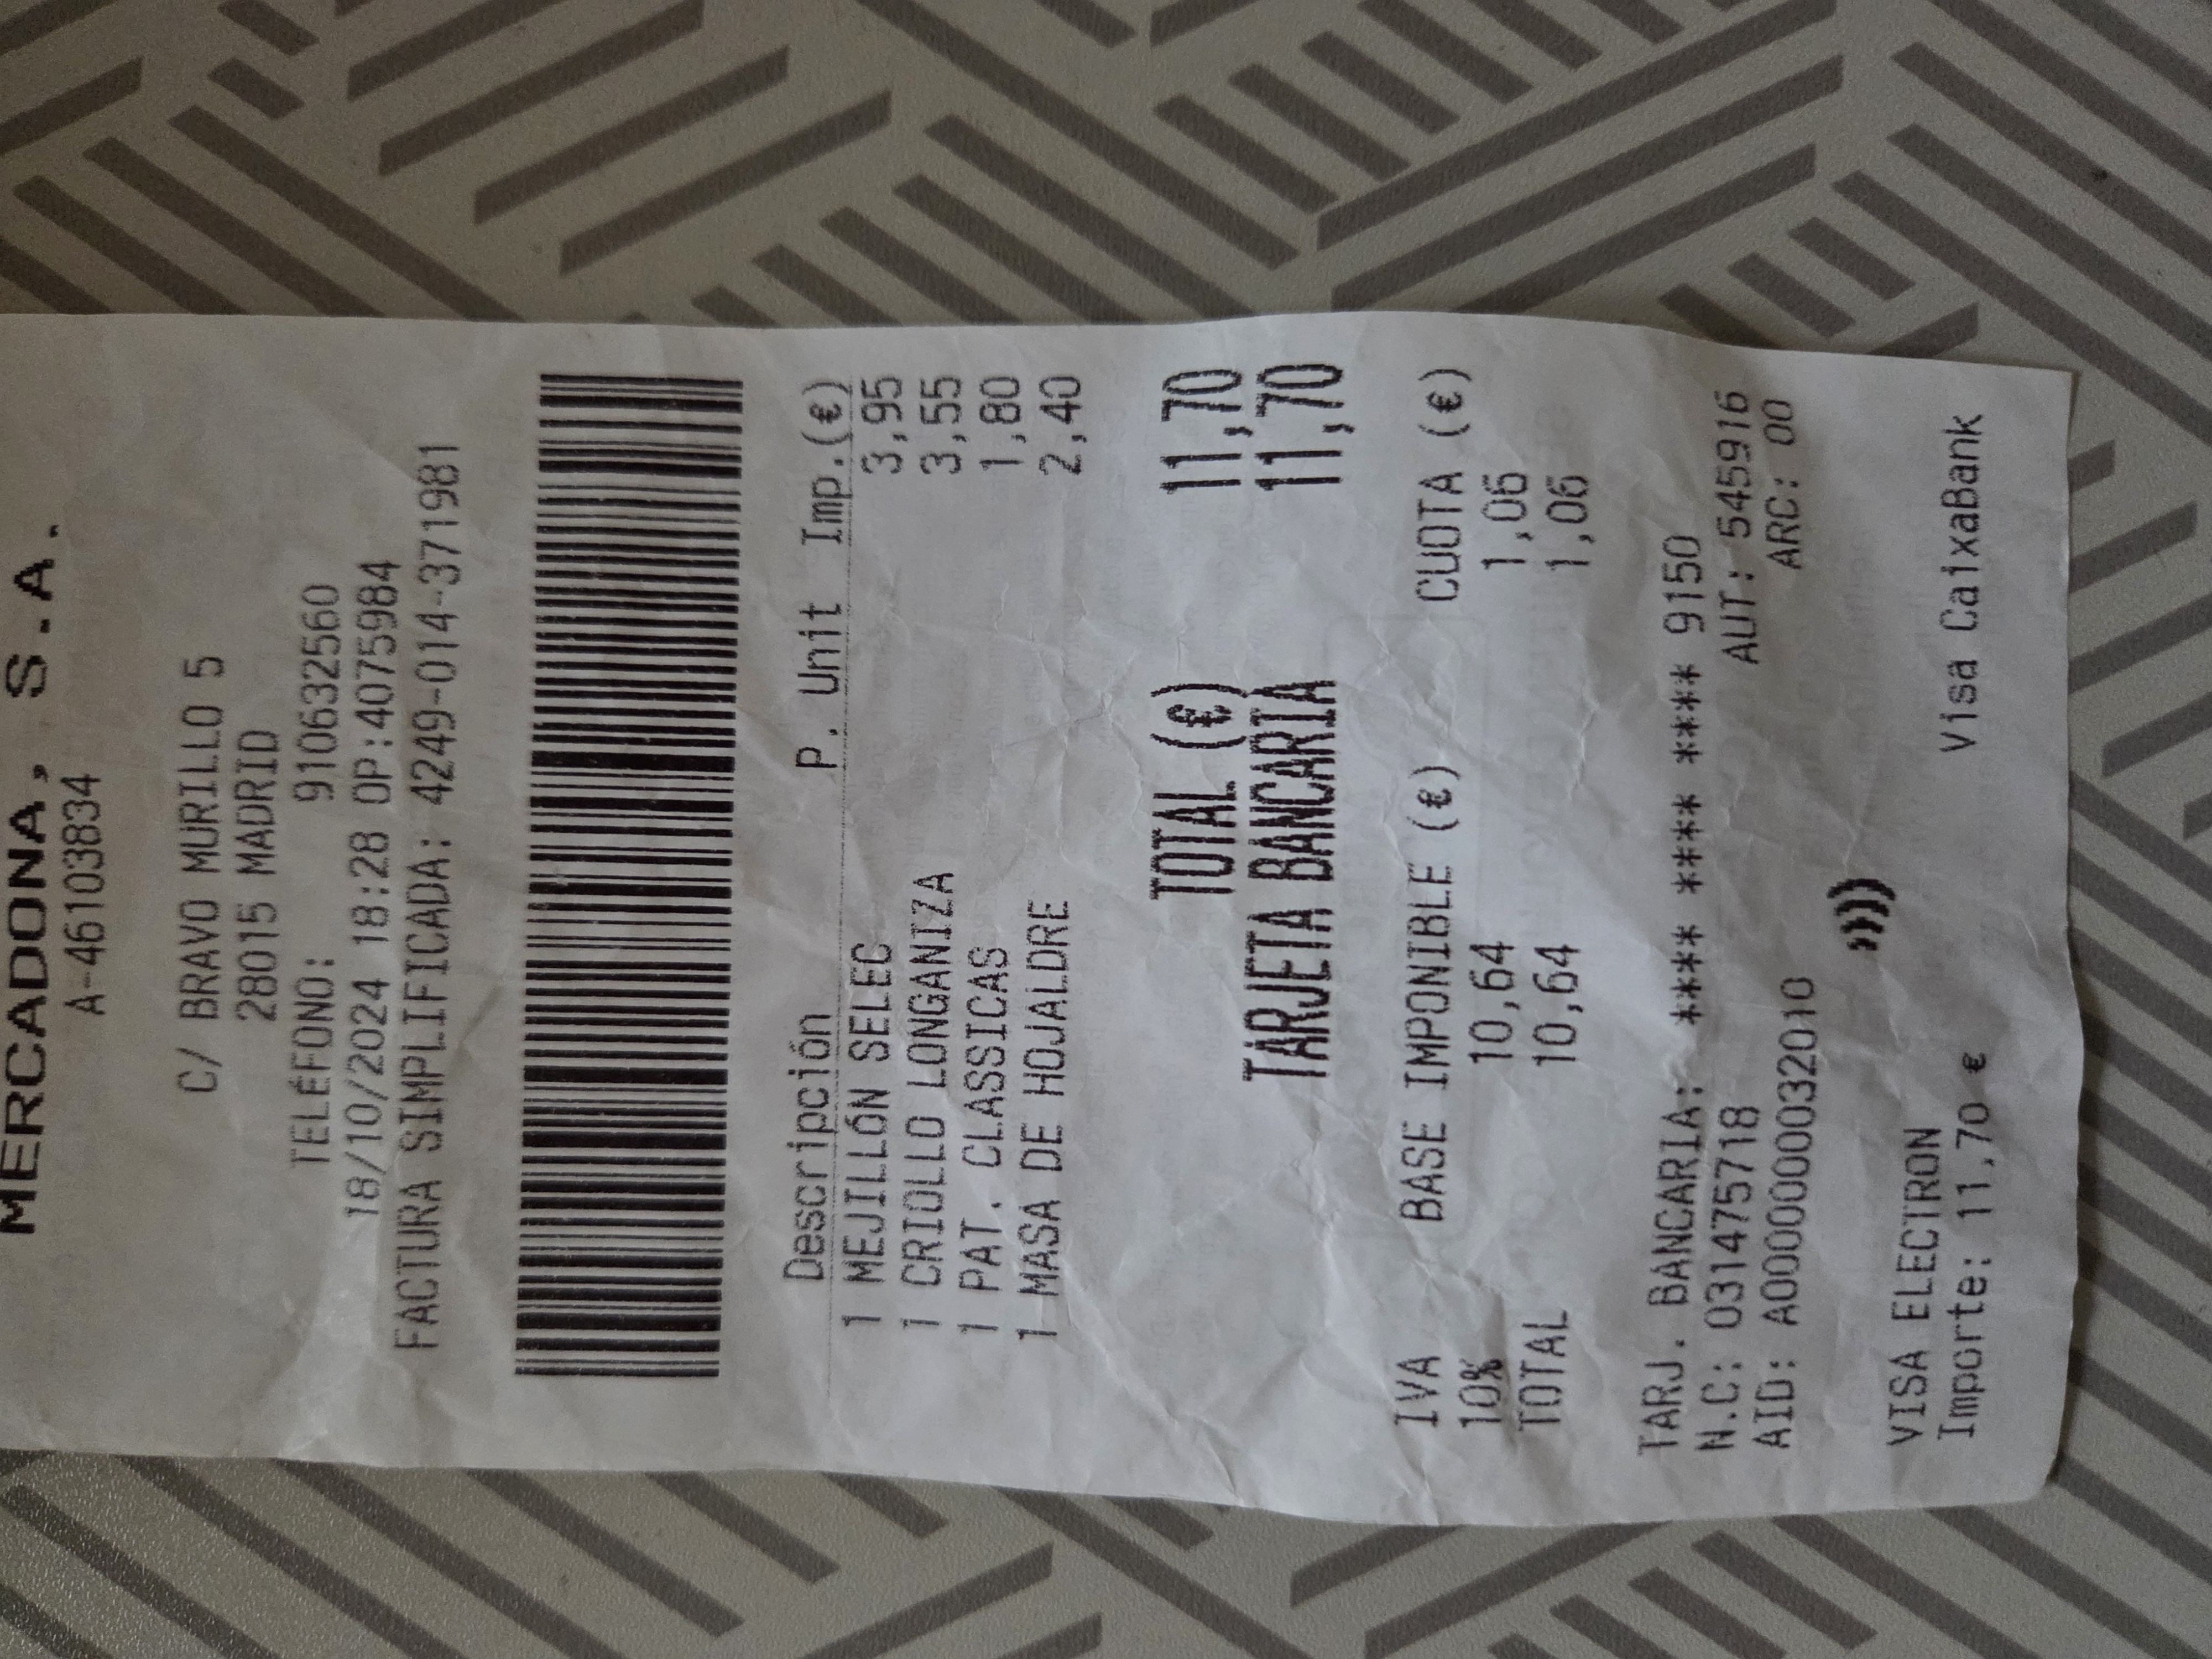 MERCADONA, S.A.
A-46103834
C/ BRAVO MURILLO 5
28015 MADRID
TELÉFONO: 910632560
18/10/2024 18:28 OP:4075984
FACTURA SIMPLIFICADA: 4249-014-371981
Descripción P. Unit Imp.(€)
1 MEJILLÓN SELEC 3,95
1 CRIOLLO LONGANIZA 3,55
1 PAT. CLASSICAS 1,80
1 MASA DE HOJALDRE 2,40
TOTAL (€) 11,70
TARJETA BANCARIA 11,70
IVA BASE IMPONIBLE (€) CUOTA (€)
10% 10,64 1,06
TOTAL 10,64 1,06
TARJ. BANCARIA: **** **** **** 9150
N.C: 031475718 AUT: 545916
AID: A0000000032010 ARC: 00
VISA ELECTRON
Importe: 11,70 € Visa CaixaBank